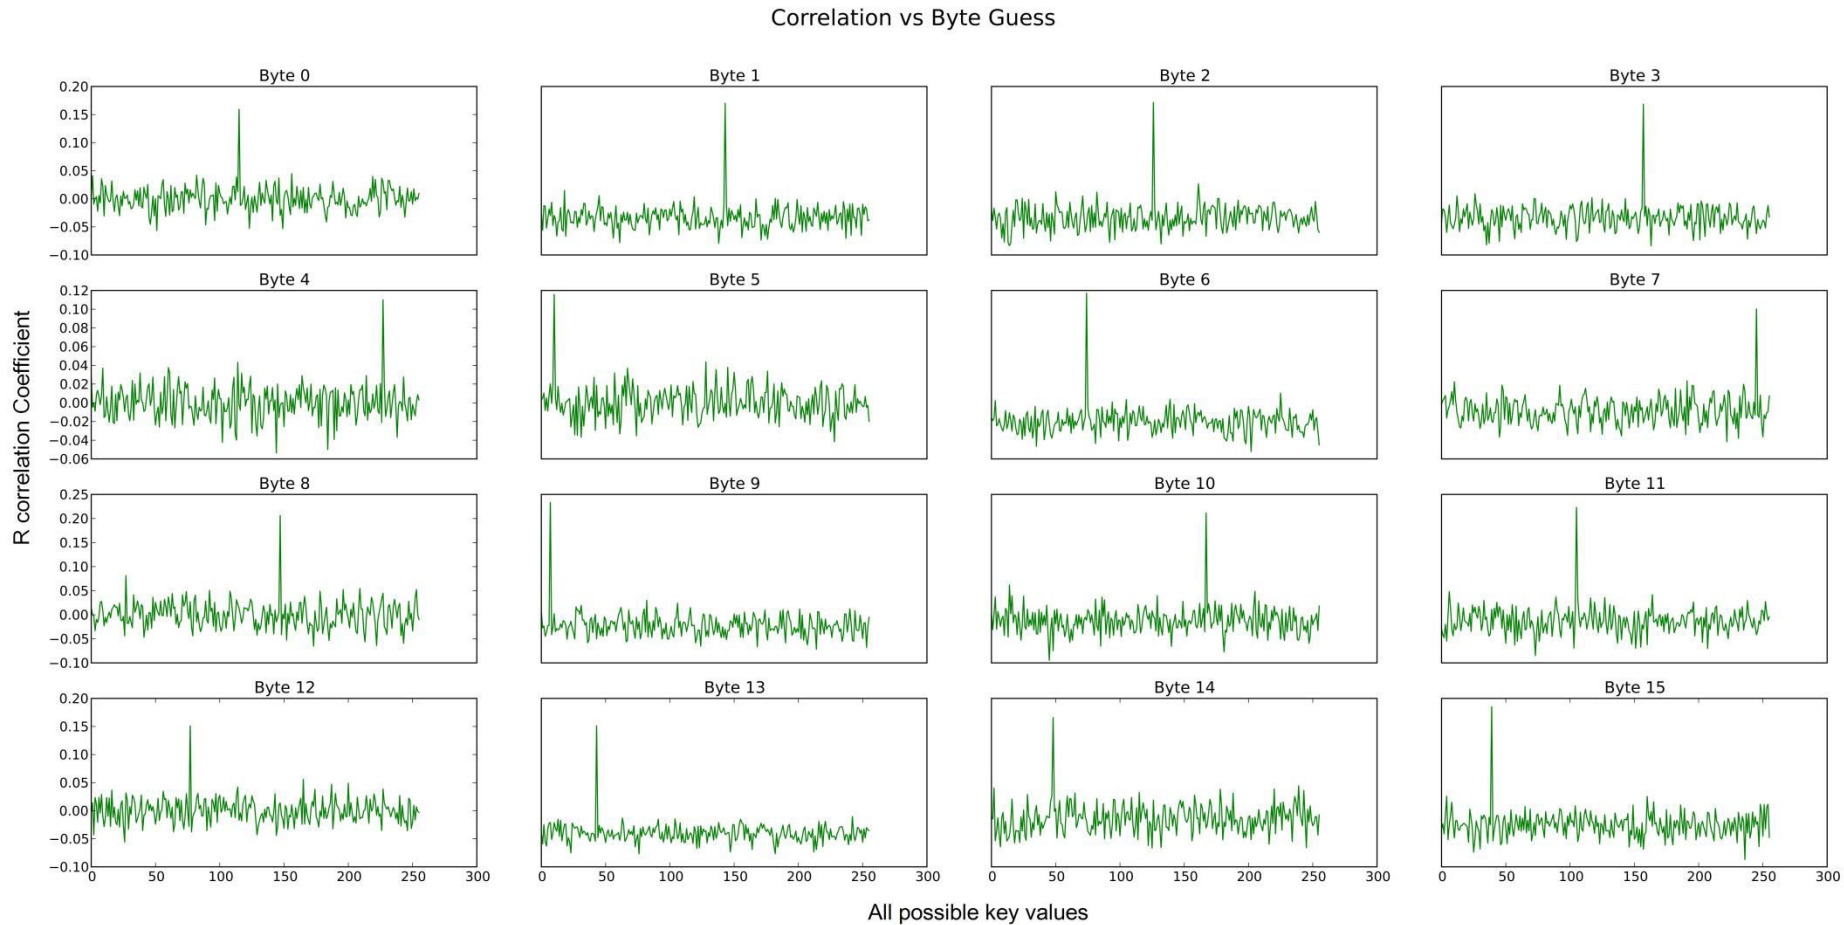 Correlation vs Byte Guess
Byte 0
Byte 1
Byte 2
Byte 3
0.20
0.15
0.10
0.05
0.00
−0.05
−0.10
Byte 4
Byte 5
Byte 6
Byte 7
0.12
0.10
0.08
0.06
0.04
0.02
0.00
−0.02
−0.04
−0.06
R correlation Coefficient
Byte 8
Byte 9
Byte 10
Byte 11
0.25
0.20
0.15
0.10
0.05
0.00
−0.05
−0.10
Byte 12
Byte 13
Byte 14
Byte 15
0.20
0.15
0.10
0.05
0.00
−0.05
−0.10
0 50 100 150 200 250 300
0 50 100 150 200 250 300
0 50 100 150 200 250 300
0 50 100 150 200 250 300
All possible key values